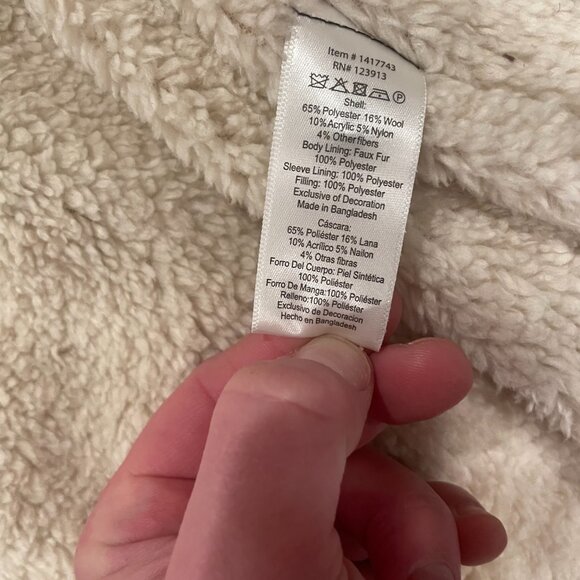 Item # 1417743
RN# 123913
Ⓟ
Shell:
65% Polyester 16% Wool
10% Acrylic 5% Nylon
4% Other fibers
Body Lining: Faux Fur
100% Polyester
Sleeve Lining: 100% Polyester
Filling: 100% Polyester
Exclusive of Decoration
Made in Bangladesh
Cáscara:
65% Poliéster 16% Lana
10% Acrílico 5% Nailon
4% Otras fibras
Forro Del Cuerpo: Piel Sintética
100% Poliéster
Forro De Manga:100% Poliéster
Relleno:100% Poliéster
Exclusivo de Decoracion
Hecho en Bangladesh